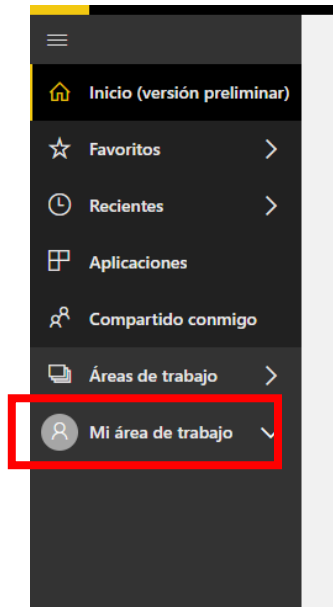 Inicio (versión preliminar)
Favoritos
Recientes
Aplicaciones
Compartido conmigo
Áreas de trabajo
Mi área de trabajo